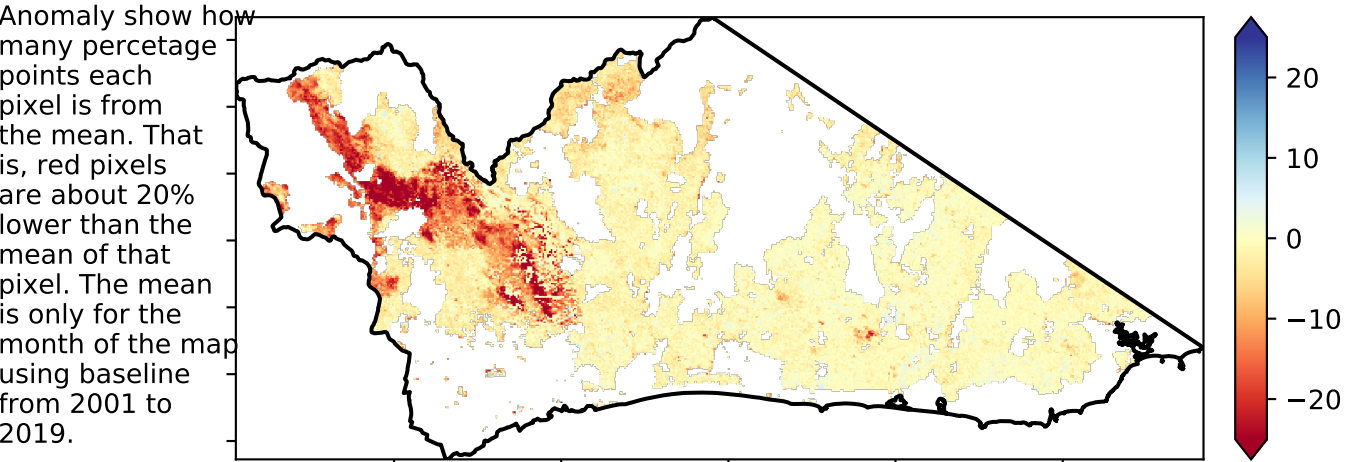 Anomaly show how
many percetage
points each
pixel is from
the mean. That
is, red pixels
are about 20%
lower than the
mean of that
pixel. The mean
is only for the
month of the map
using baseline
from 2001 to
2019.
20
10
0
−10
−20